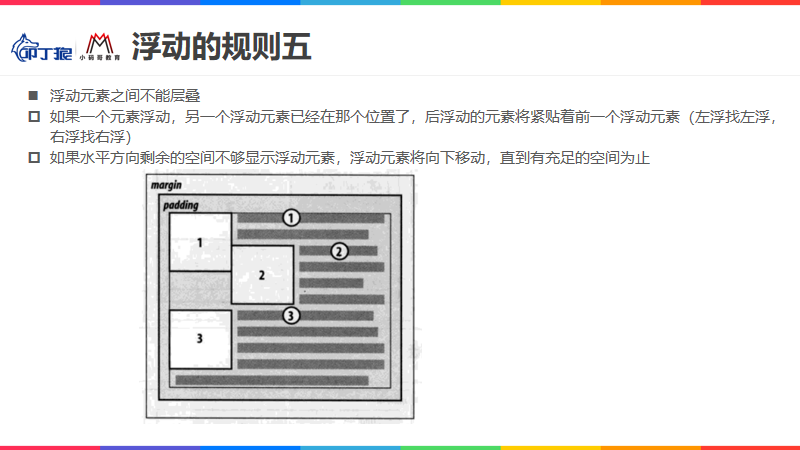 叩丁狼
小码哥教育
浮动的规则五
■ 浮动元素之间不能层叠
□ 如果一个元素浮动，另一个浮动元素已经在那个位置了，后浮动的元素将紧贴着前一个浮动元素（左浮找左浮，
右浮找右浮）
□ 如果水平方向剩余的空间不够显示浮动元素，浮动元素将向下移动，直到有充足的空间为止
margin
padding
1
①
2
②
3
③